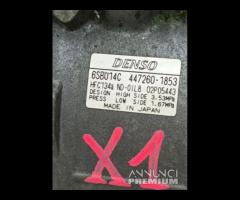 DENSO
6SBU14C 447260-1853
HFC134a ND-OIL8 02P05443
DESIGN HIGH SIDE 3.53MPa
PRESS LOW SIDE 1.67MPa
MADE IN JAPAN
X1
ANNUNCI
PREMIUM